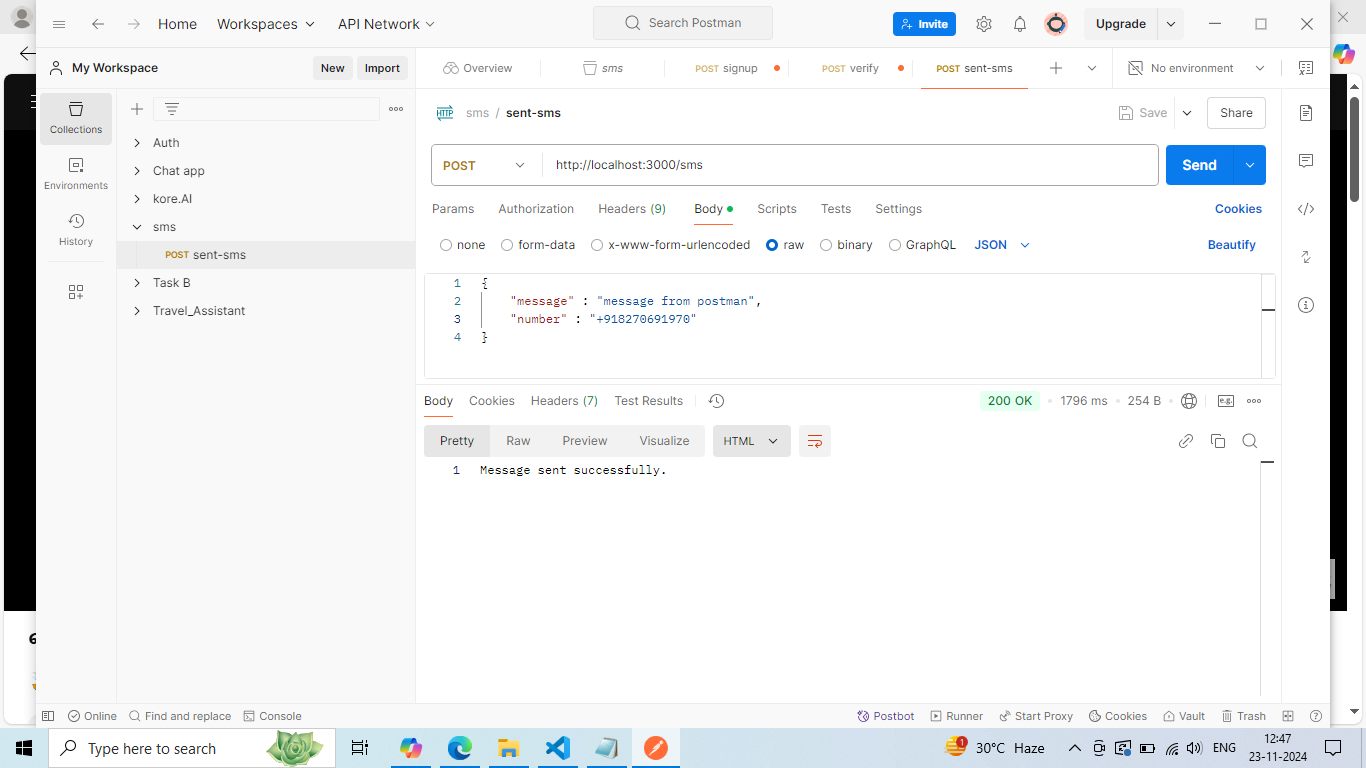 Home Workspaces API Network Search Postman Invite Upgrade
My Workspace New Import Overview sms POST signup POST verify POST sent-sms No environment
Collections
Environments
History
Auth
Chat app
kore.AI
sms
POST sent-sms
Task B
Travel_Assistant
HTTP sms / sent-sms Save Share
POST http://localhost:3000/sms Send
Params Authorization Headers (9) Body Scripts Tests Settings Cookies
none form-data x-www-form-urlencoded raw binary GraphQL JSON Beautify
1 {
2 "message" : "message from postman",
3 "number" : "+918270691970"
4 }
Body Cookies Headers (7) Test Results 200 OK 1796 ms 254 B e.g.
Pretty Raw Preview Visualize HTML
1 Message sent successfully.
Online Find and replace Console Postbot Runner Start Proxy Cookies Vault Trash
Type here to search 1 30°C Haze ENG 12:47
23-11-2024